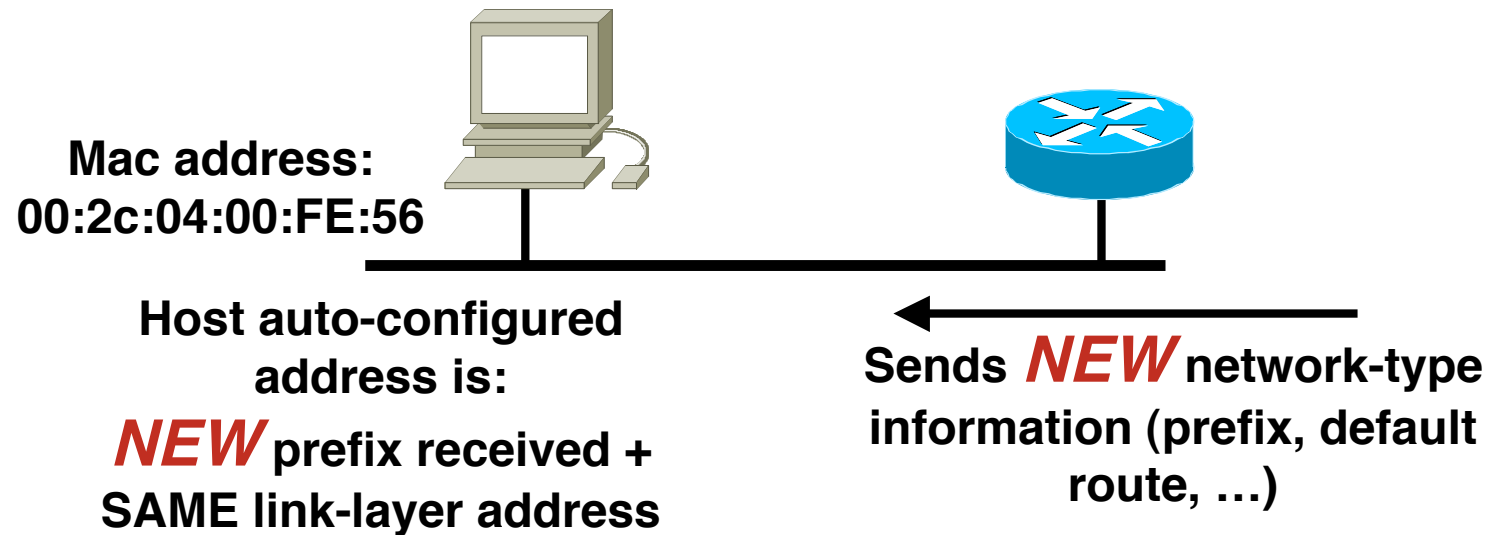 Mac address:
00:2c:04:00:FE:56
Host auto-configured
address is:
NEW prefix received +
SAME link-layer address
Sends NEW network-type
information (prefix, default
route, …)